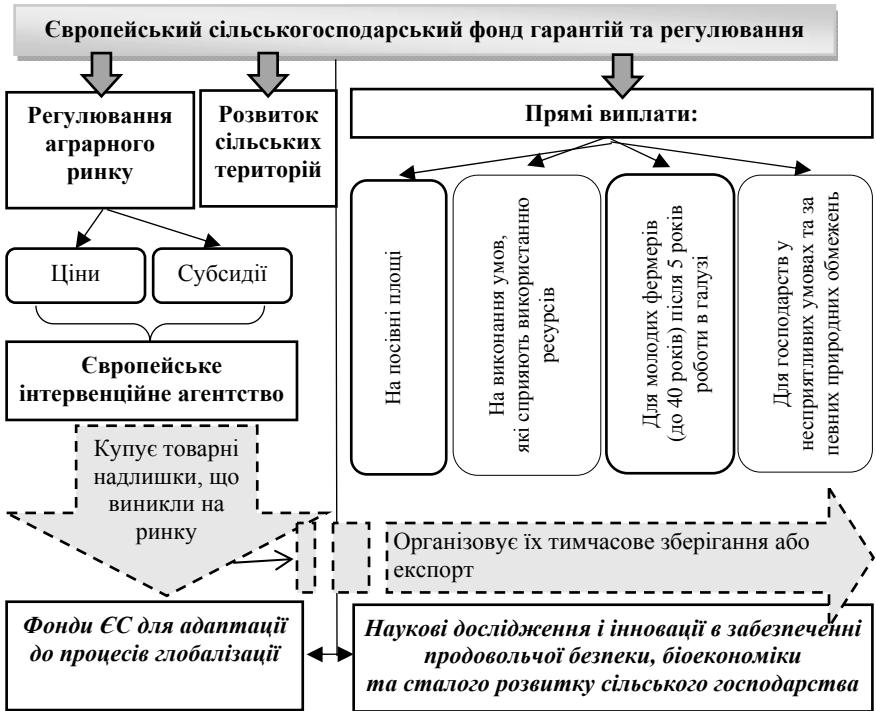 Європейський сільськогосподарський фонд гарантій та регулювання
Регулювання
аграрного
ринку
Розвиток
сільських
територій
Прямі виплати:
Ціни
Субсидії
Європейське
інтервенційне агентство
На посівні площі
На виконання умов,
які сприяють використанню
ресурсів
Для молодих фермерів
(до 40 років) після 5 років
роботи в галузі
Для господарств у
несприятливих умовах та за
певних природних обмежень
Купує товарні
надлишки, що
виникли на
ринку
Організовує їх тимчасове зберігання або
експорт
Фонди ЄС для адаптації
до процесів глобалізації
Наукові дослідження і інновації в забезпеченні
продовольчої безпеки, біоекономіки
та сталого розвитку сільського господарства